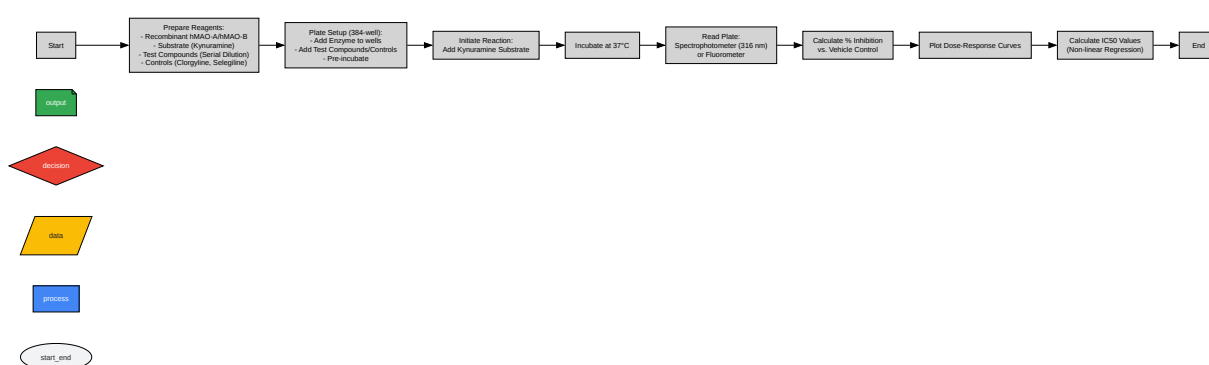 Start
Prepare Reagents:
- Recombinant hMAO-A/hMAO-B
- Substrate (Kynuramine)
- Test Compounds (Serial Dilution)
- Controls (Clorgyline, Selegiline)
Plate Setup (384-well):
- Add Enzyme to wells
- Add Test Compounds/Controls
- Pre-incubate
Initiate Reaction:
Add Kynuramine Substrate
Incubate at 37°C
Read Plate:
Spectrophotometer (316 nm)
or Fluorometer
Calculate % Inhibition
vs. Vehicle Control
Plot Dose-Response Curves
Calculate IC50 Values
(Non-linear Regression)
End
output
decision
data
process
start_end